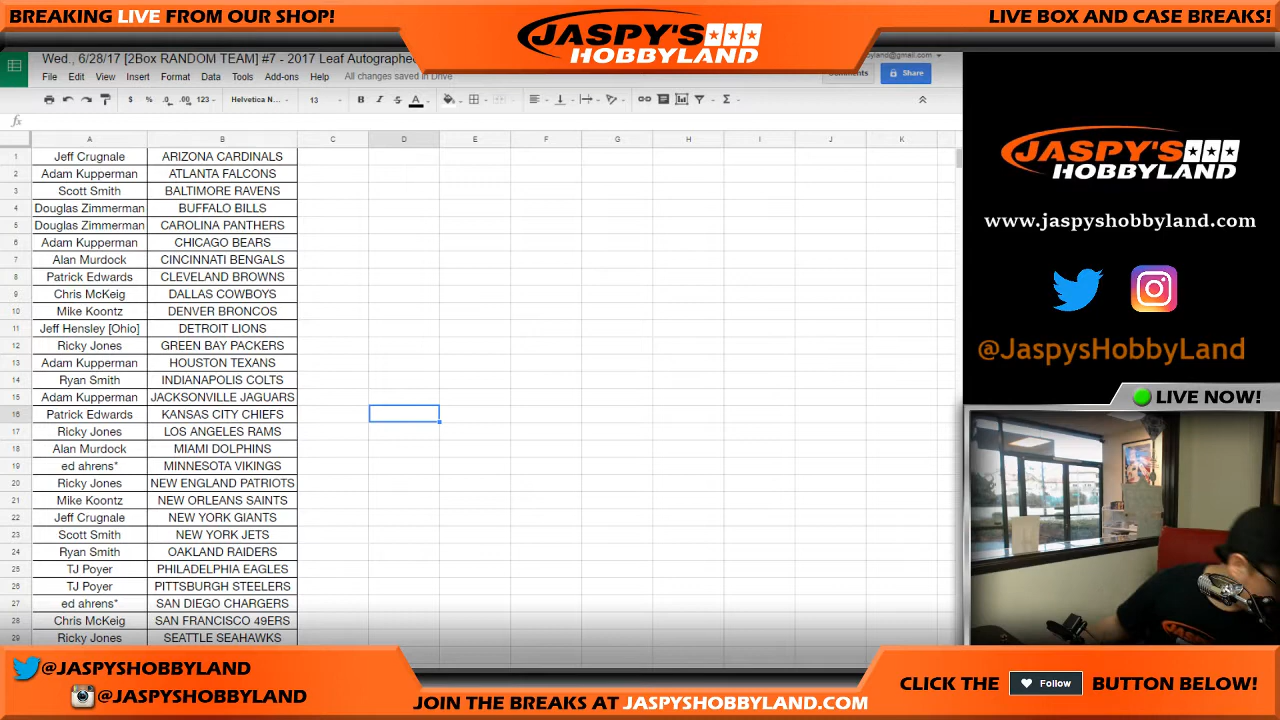 BREAKING LIVE FROM OUR SHOP!
JASPY'S
HOBBYLAND
LIVE BOX AND CASE BREAKS!
Wed., 6/28/17 [2Box RANDOM TEAM] #7 - 2017 Leaf Autographed
File Edit View Insert Format Data Tools Add-ons Help All changes saved in Drive
Comments Share
$ % .0 .00 123 Helvetica N... 13 B I S A
fx
A B C D E F G H I J K
1 Jeff Crugnale ARIZONA CARDINALS
2 Adam Kupperman ATLANTA FALCONS
3 Scott Smith BALTIMORE RAVENS
4 Douglas Zimmerman BUFFALO BILLS
5 Douglas Zimmerman CAROLINA PANTHERS
6 Adam Kupperman CHICAGO BEARS
7 Alan Murdock CINCINNATI BENGALS
8 Patrick Edwards CLEVELAND BROWNS
9 Chris McKeig DALLAS COWBOYS
10 Mike Koontz DENVER BRONCOS
11 Jeff Hensley [Ohio] DETROIT LIONS
12 Ricky Jones GREEN BAY PACKERS
13 Adam Kupperman HOUSTON TEXANS
14 Ryan Smith INDIANAPOLIS COLTS
15 Adam Kupperman JACKSONVILLE JAGUARS
16 Patrick Edwards KANSAS CITY CHIEFS
17 Ricky Jones LOS ANGELES RAMS
18 Alan Murdock MIAMI DOLPHINS
19 ed ahrens* MINNESOTA VIKINGS
20 Ricky Jones NEW ENGLAND PATRIOTS
21 Mike Koontz NEW ORLEANS SAINTS
22 Jeff Crugnale NEW YORK GIANTS
23 Scott Smith NEW YORK JETS
24 Ryan Smith OAKLAND RAIDERS
25 TJ Poyer PHILADELPHIA EAGLES
26 TJ Poyer PITTSBURGH STEELERS
27 ed ahrens* SAN DIEGO CHARGERS
28 Chris McKeig SAN FRANCISCO 49ERS
29 Ricky Jones SEATTLE SEAHAWKS
JASPY'S
HOBBYLAND
www.jaspyshobbyland.com
@JaspysHobbyLand
LIVE NOW!
@JASPYSHOBBYLAND
@JASPYSHOBBYLAND
JOIN THE BREAKS AT JASPYSHOBBYLAND.COM
CLICK THE Follow BUTTON BELOW!